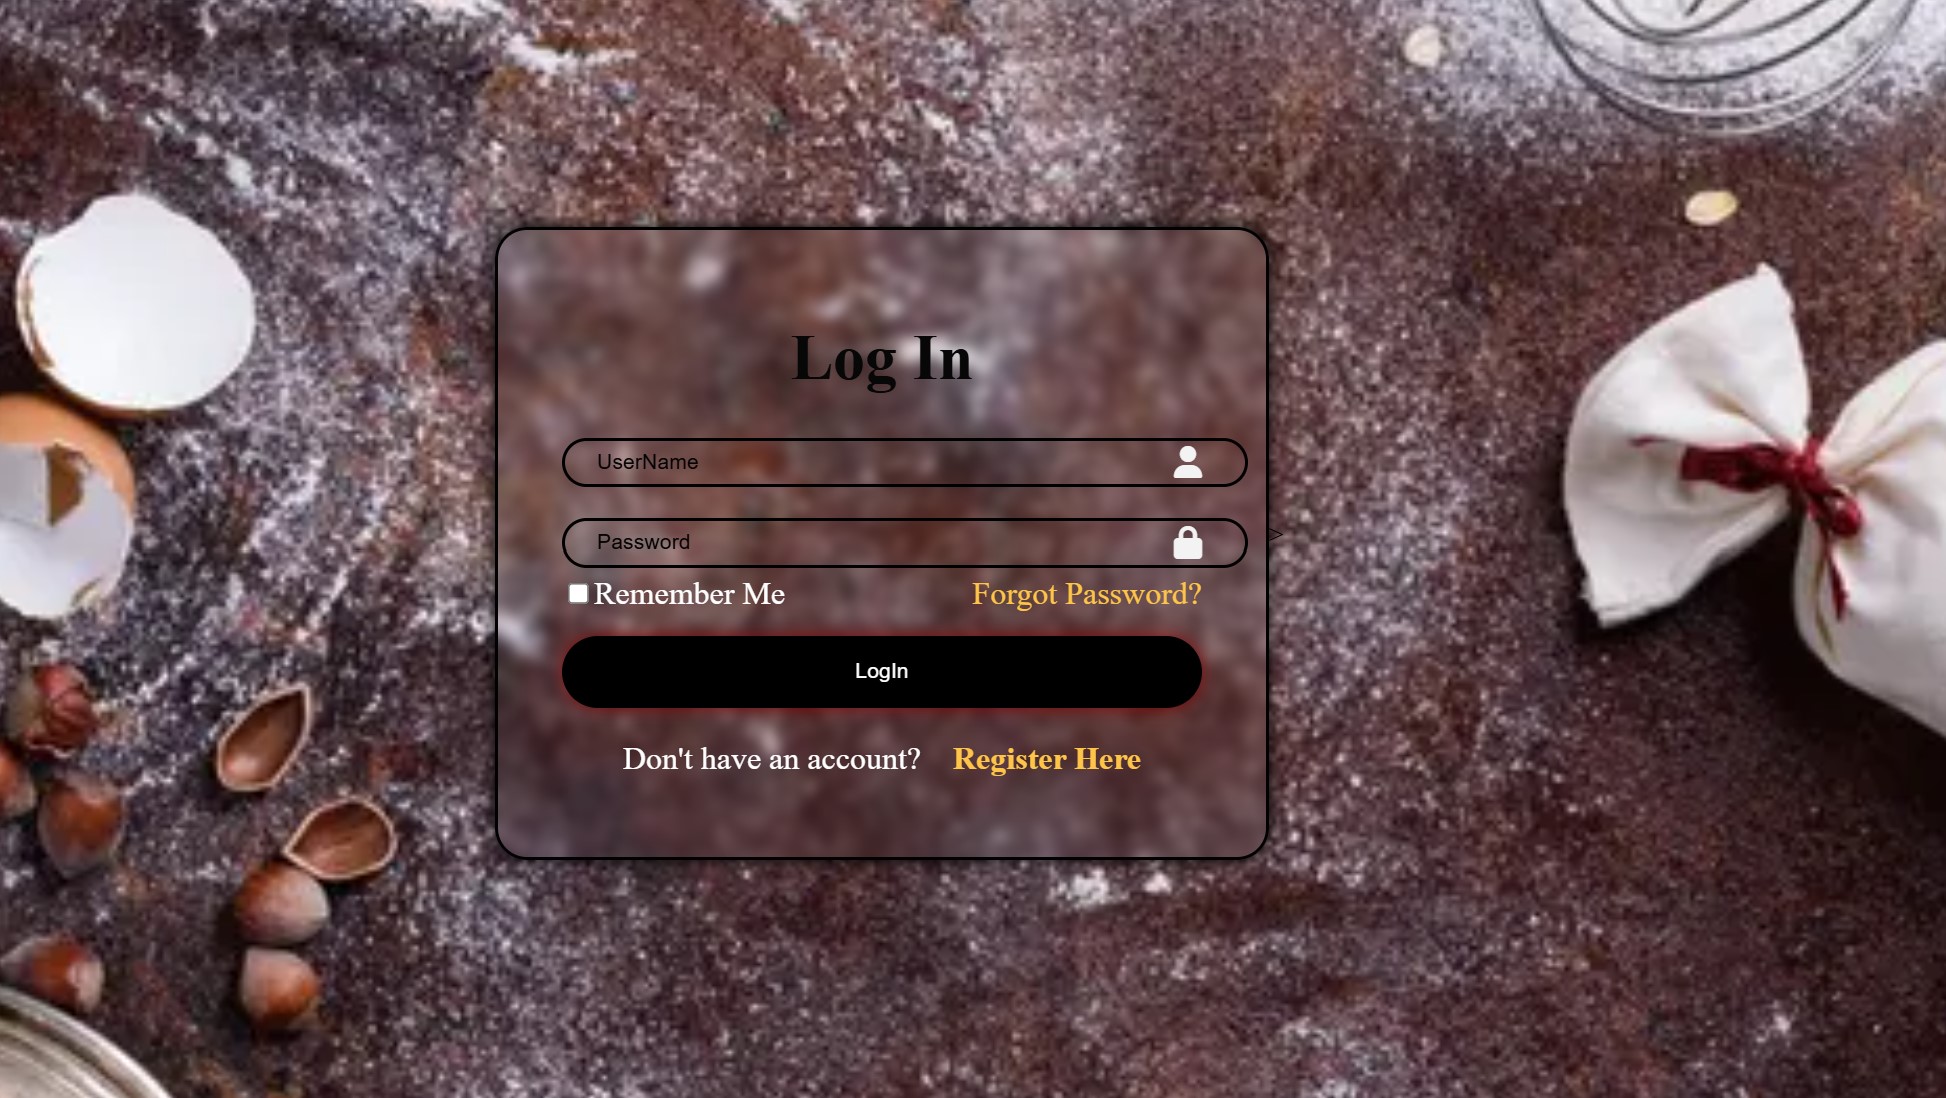 Log In
UserName
Password
>
Remember Me Forgot Password?
LogIn
Don't have an account? Register Here